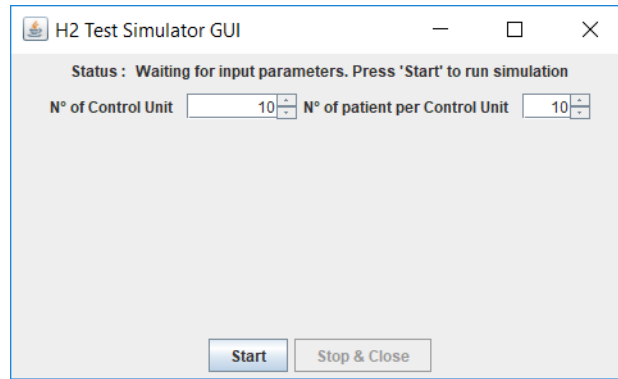 H2 Test Simulator GUI
Status : Waiting for input parameters. Press 'Start' to run simulation
N° of Control Unit 10 N° of patient per Control Unit 10
Start Stop & Close